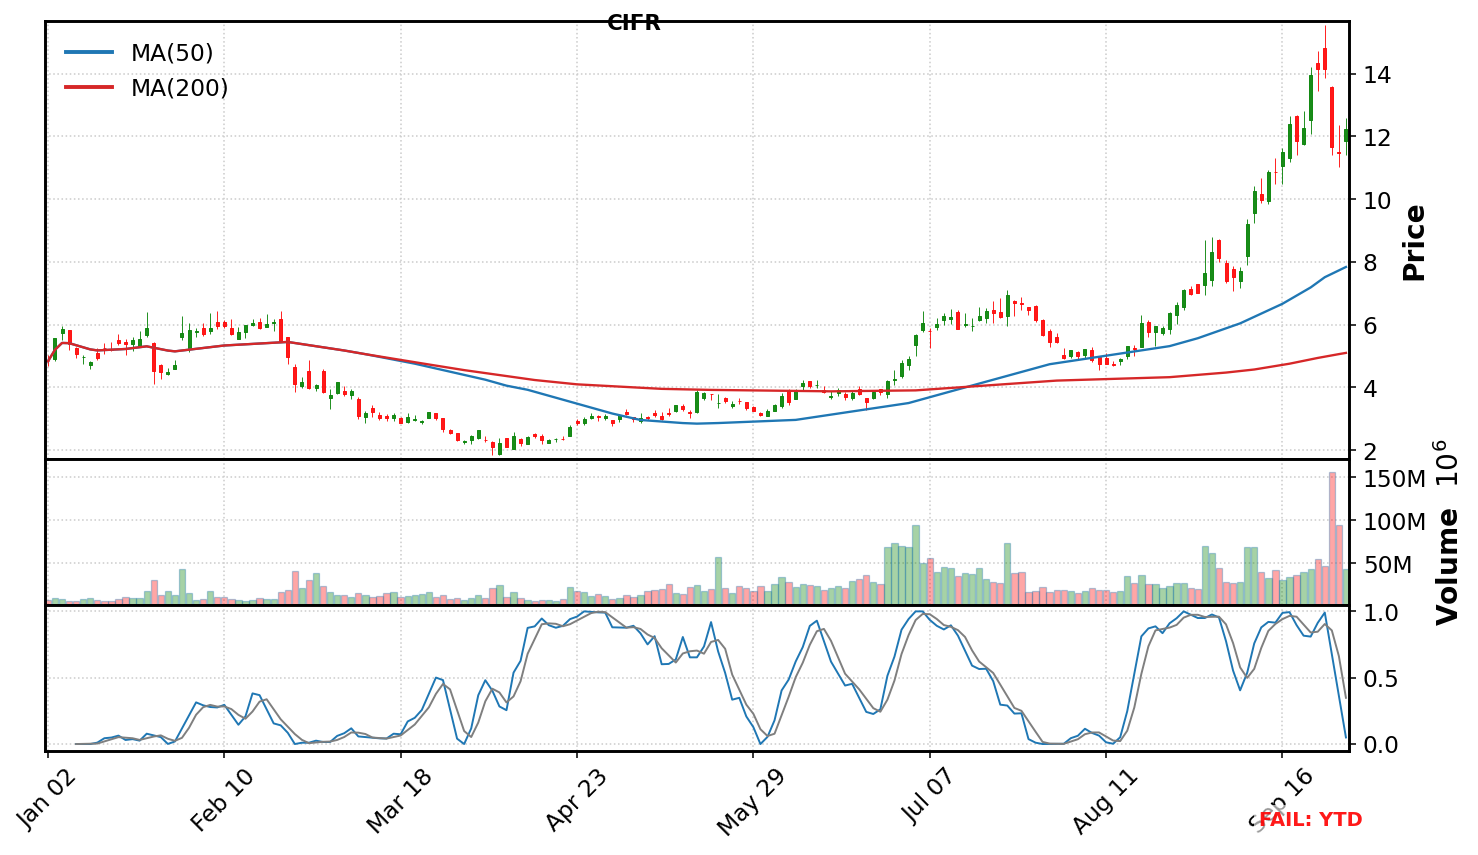 CIFR
MA(50)
MA(200)
14
12
10
8
6
4
2
Price
150M
100M
50M
Volume 10⁶
1.0
0.5
0.0
Jan 02
Feb 10
Mar 18
Apr 23
May 29
Jul 07
Aug 11
Sep 16
FAIL: YTD